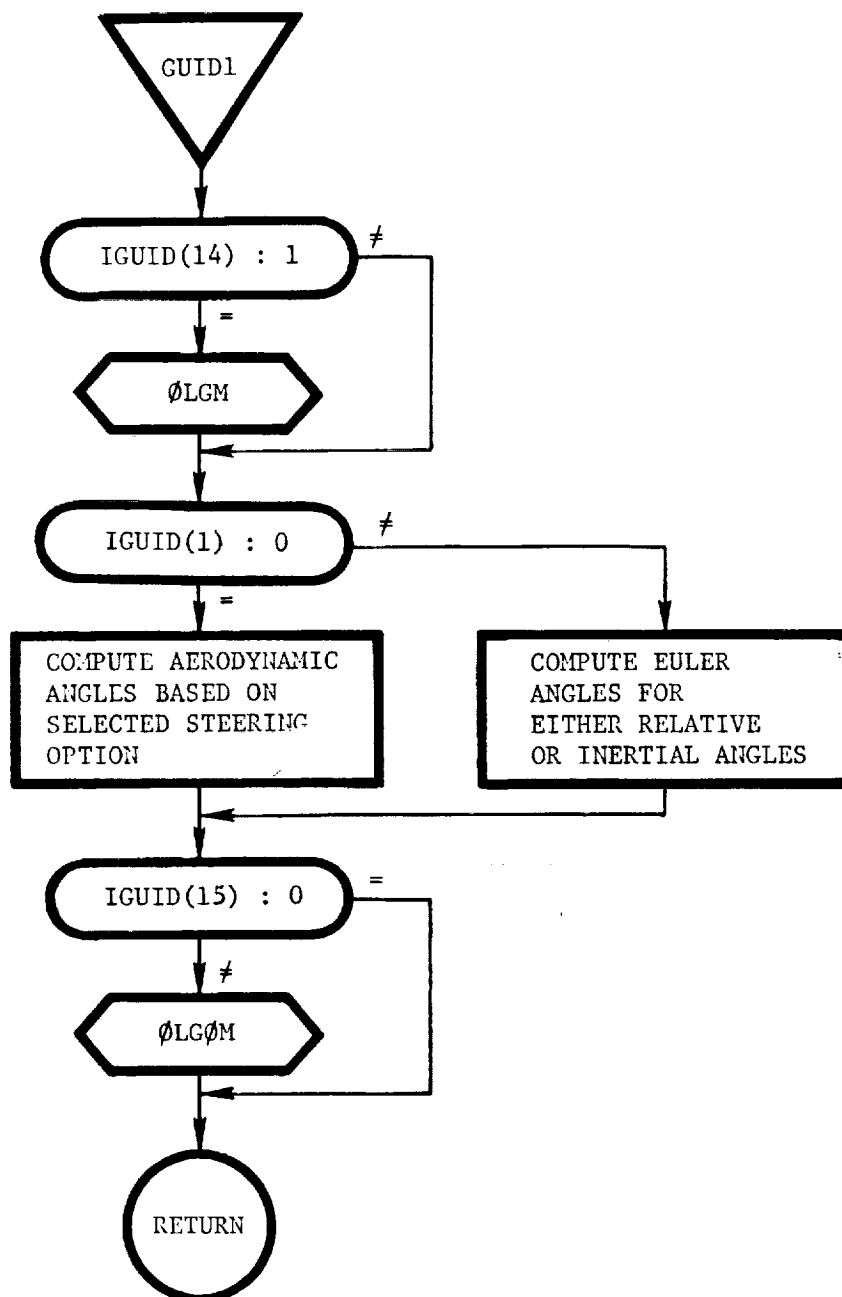 GUID1
IGUID(14) : 1
≠
=
ØLGM
IGUID(1) : 0
≠
=
COMPUTE AERODYNAMIC
ANGLES BASED ON
SELECTED STEERING
OPTION
COMPUTE EULER
ANGLES FOR
EITHER RELATIVE
OR INERTIAL ANGLES
IGUID(15) : 0
=
≠
ØLGØM
RETURN